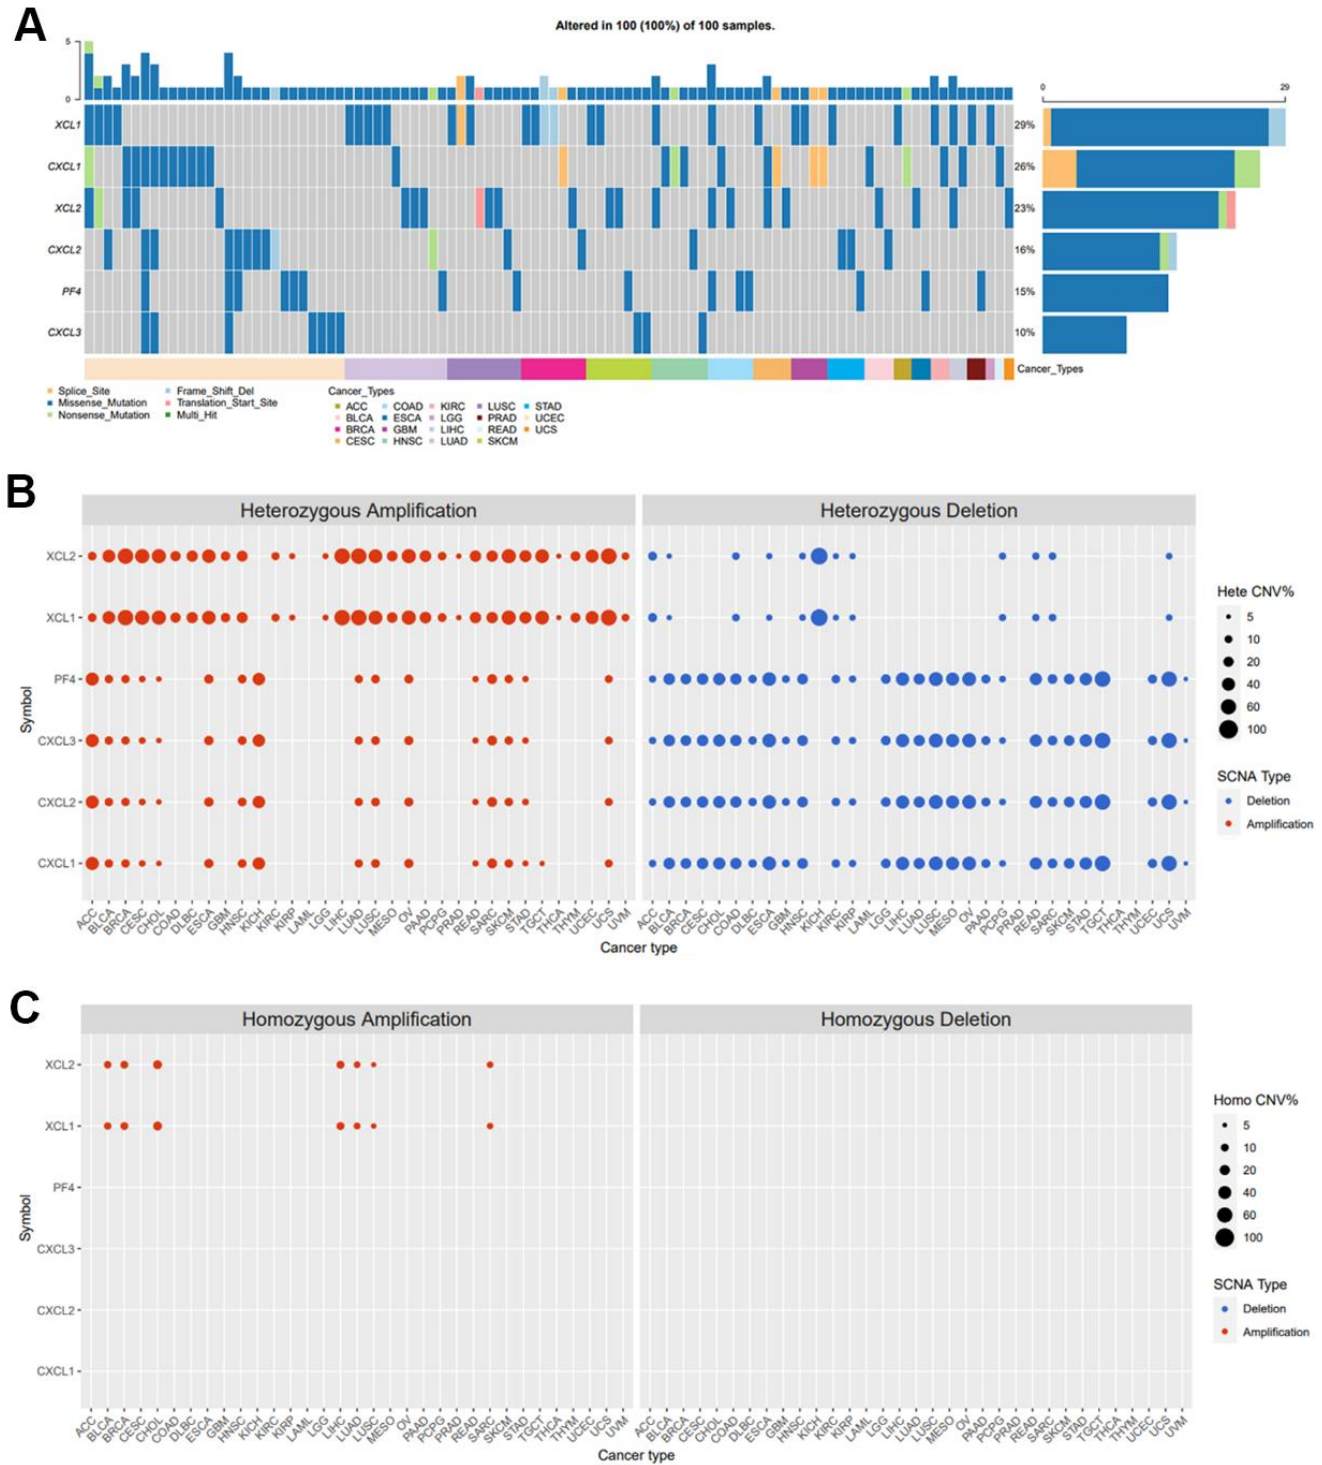 A
Altered in 100 (100%) of 100 samples.
5
0
0 29
XCL1 29%
CXCL1 26%
XCL2 23%
CXCL2 16%
PF4 15%
CXCL3 10%
Cancer_Types
Splice_Site Frame_Shift_Del
Missense_Mutation Translation_Start_Site
Nonsense_Mutation Multi_Hit
Cancer_Types
ACC COAD KIRC LUSC STAD
BLCA ESCA LGG PRAD UCEC
BRCA GBM LIHC READ UCS
CESC HNSC LUAD SKCM
B
Heterozygous Amplification Heterozygous Deletion
XCL2
XCL1
PF4
CXCL3
CXCL2
CXCL1
Symbol
ACC BLCA BRCA CESC CHOL COAD DLBC ESCA GBM HNSC KICH KIRC KIRP LAML LGG LIHC LUAD LUSC MESO OV PAAD PCPG PRAD READ SARC SKCM STAD TGCT THCA THYM UCEC UCS UVM
ACC BLCA BRCA CESC CHOL COAD DLBC ESCA GBM HNSC KICH KIRC KIRP LAML LGG LIHC LUAD LUSC MESO OV PAAD PCPG PRAD READ SARC SKCM STAD TGCT THCA THYM UCEC UCS UVM
Cancer type
Hete CNV%
5
10
20
40
60
100
SCNA Type
Deletion
Amplification
C
Homozygous Amplification Homozygous Deletion
XCL2
XCL1
PF4
CXCL3
CXCL2
CXCL1
Symbol
ACC BLCA BRCA CESC CHOL COAD DLBC ESCA GBM HNSC KICH KIRC KIRP LAML LGG LIHC LUAD LUSC MESO OV PAAD PCPG PRAD READ SARC SKCM STAD TGCT THCA THYM UCEC UCS UVM
ACC BLCA BRCA CESC CHOL COAD DLBC ESCA GBM HNSC KICH KIRC KIRP LAML LGG LIHC LUAD LUSC MESO OV PAAD PCPG PRAD READ SARC SKCM STAD TGCT THCA THYM UCEC UCS UVM
Cancer type
Homo CNV%
5
10
20
40
60
100
SCNA Type
Deletion
Amplification